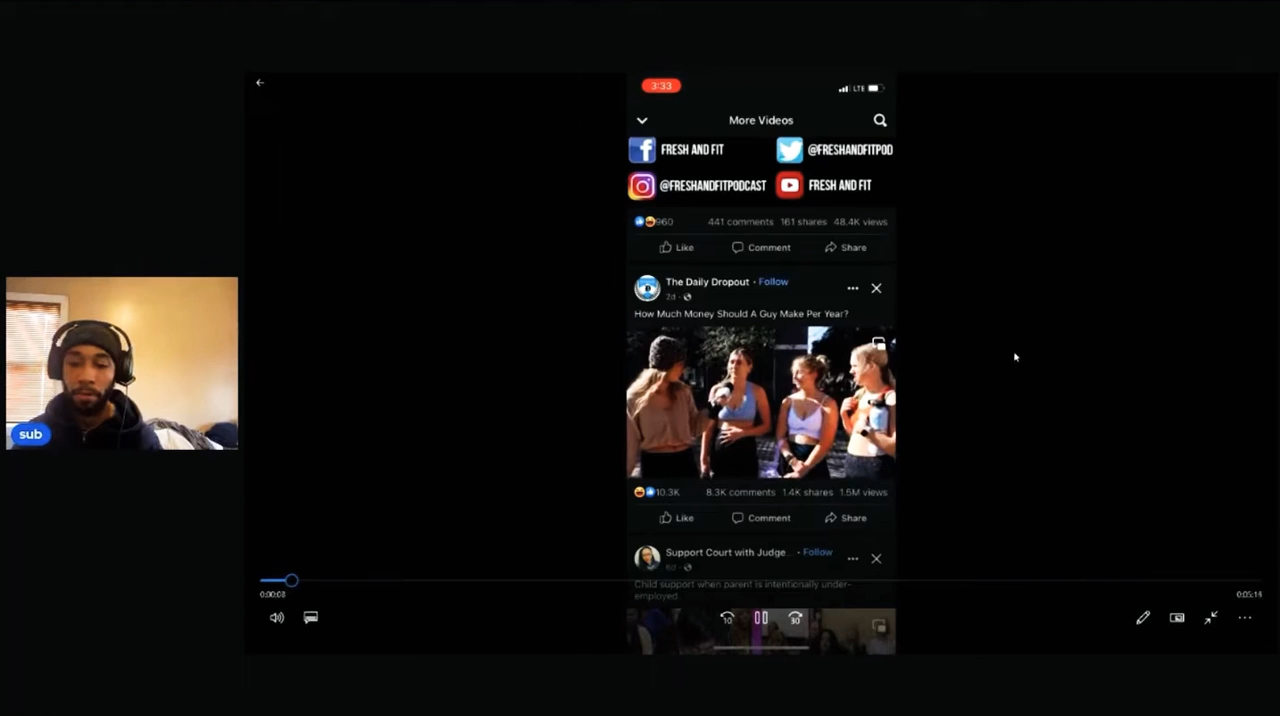 3:33
LTE
More Videos
FRESH AND FIT
@FRESHANDFITPOD
@FRESHANDFITPODCAST
FRESH AND FIT
960 441 comments 161 shares 48.4K views
Like Comment Share
The Daily Dropout · Follow
2d ·
How Much Money Should A Guy Make Per Year?
10.3K 8.3K comments 1.4K shares 1.5M views
Like Comment Share
Support Court with Judge... · Follow
6d ·
Child support when parent is intentionally under-
employed
sub
0:00:08
0:05:14
10
30